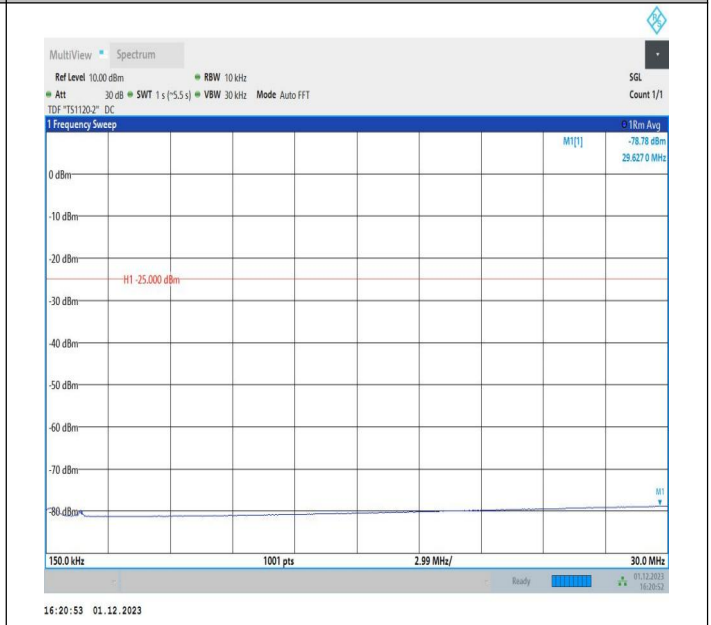 MultiView Spectrum
Ref Level 10.00 dBm RBW 10 kHz SGL
Att 30 dB SWT 1 s (~5.5 s) VBW 30 kHz Mode Auto FFT Count 1/1
TDF "TS1120-2" DC
1 Frequency Sweep 1Rm Avg
M1[1] -78.78 dBm
29.627 0 MHz
0 dBm
-10 dBm
-20 dBm
H1 -25.000 dBm
-30 dBm
-40 dBm
-50 dBm
-60 dBm
-70 dBm
M1
-80 dBm
150.0 kHz 1001 pts 2.99 MHz/ 30.0 MHz
Ready 01.12.2023
16:20:52
16:20:53 01.12.2023